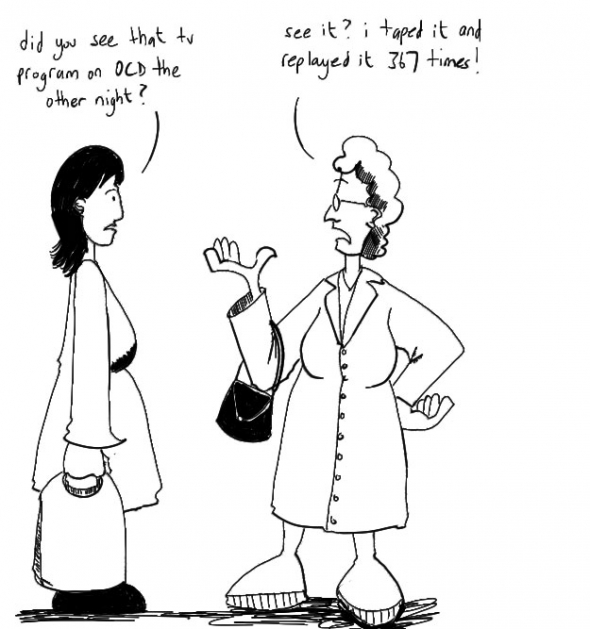 did you see that tv
program on OCD the
other night?
see it? i taped it and
replayed it 367 times!